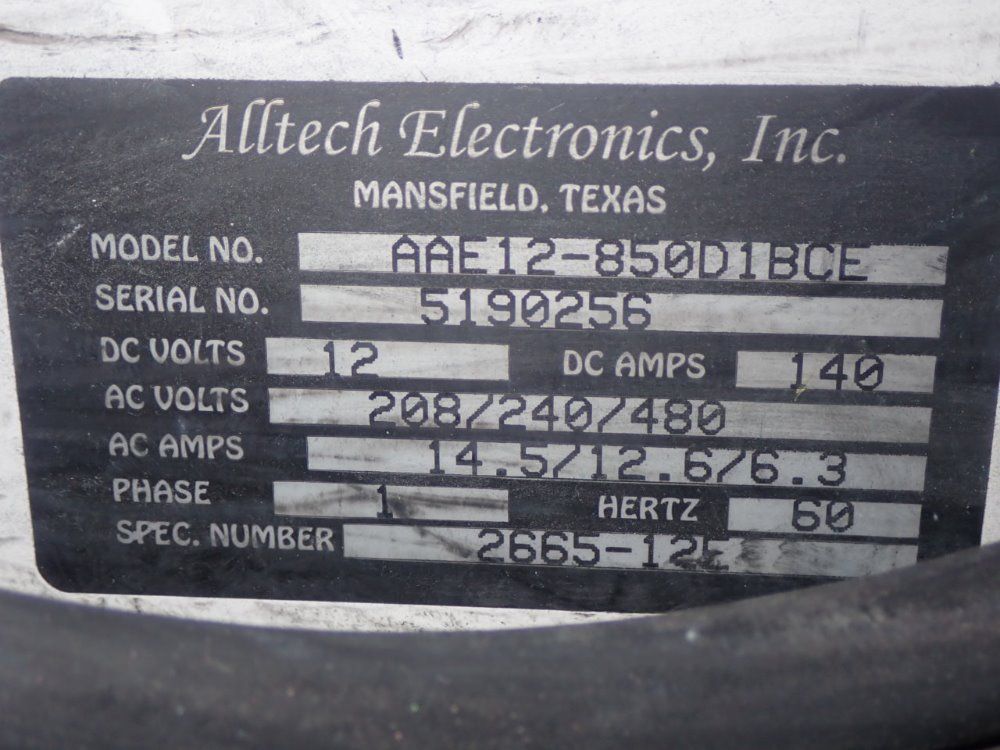 Alltech Electronics, Inc.
MANSFIELD, TEXAS
MODEL NO. AAE12-850D1BCE
SERIAL NO. 5190256
DC VOLTS 12 DC AMPS 140
AC VOLTS 208/240/480
AC AMPS 14.5/12.6/6.3
PHASE 1 HERTZ 60
SPEC. NUMBER